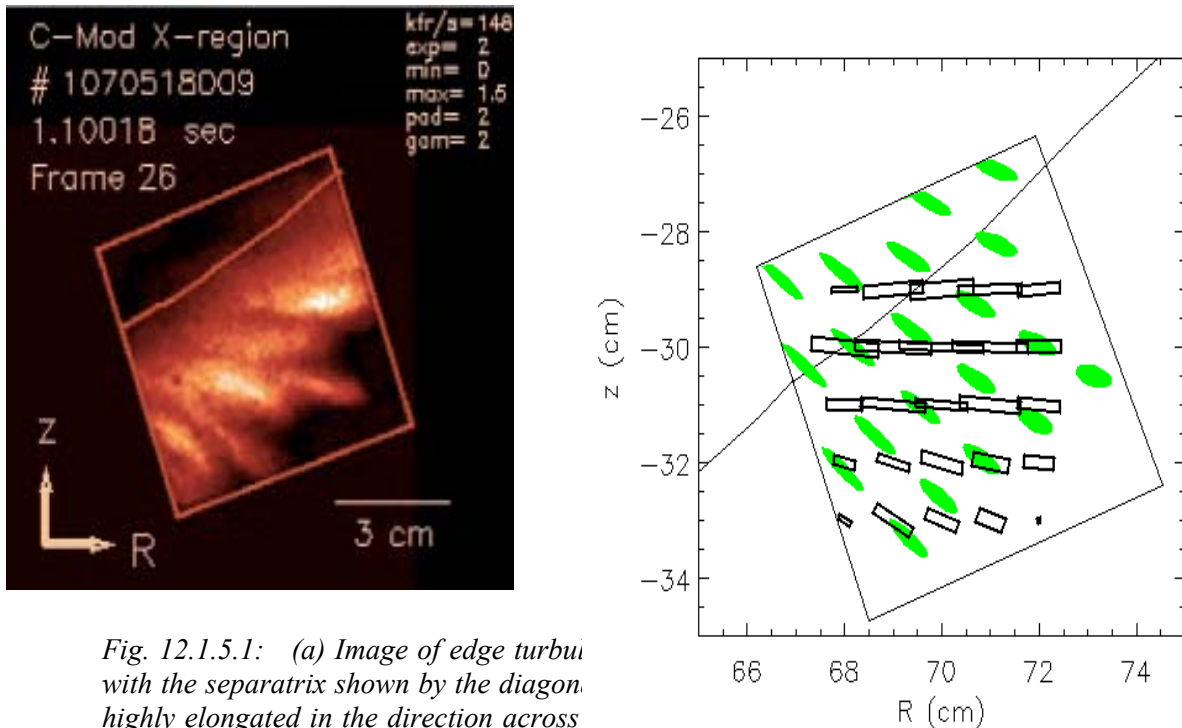 C-Mod X-region
# 1070518009
1.10018 sec
Frame 26
kfr/s= 148
exp= 2
min= 0
max= 1.5
pad= 2
gam= 2
Z
R
3 cm
-26
-28
-30
-32
-34
z (cm)
66 68 70 72 74
R (cm)
Fig. 12.1.5.1: (a) Image of edge
with the separatrix shown by the
highly elongated in the direction across